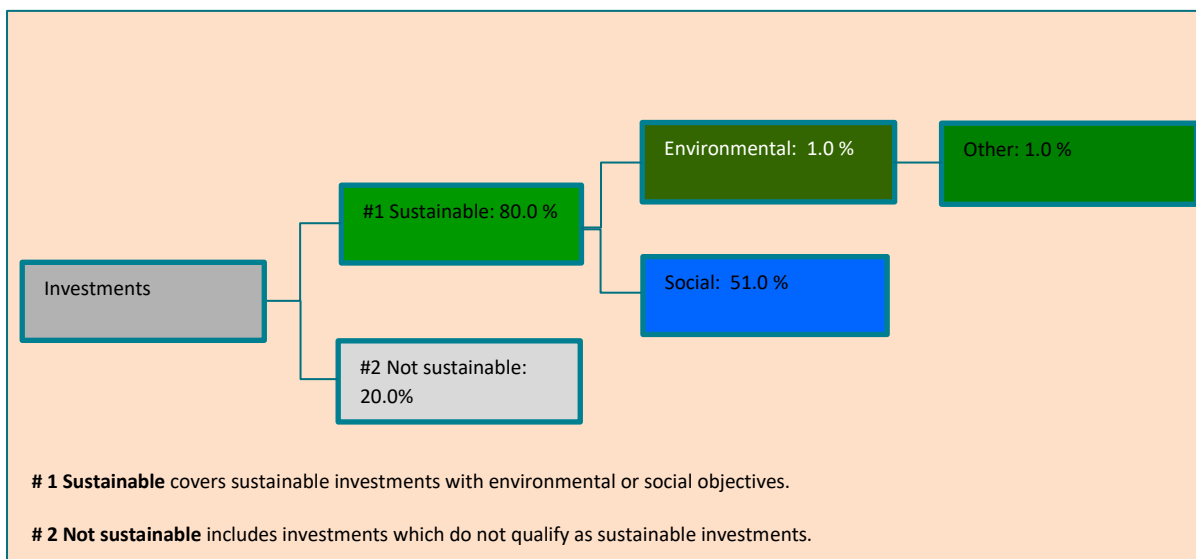 Environmental:  1.0 %
Other: 1.0 %
#1 Sustainable: 80.0 %
Social:  51.0 %
Investments
#2 Not sustainable:
20.0%
# 1 Sustainable covers sustainable investments with environmental or social objectives.
# 2 Not sustainable includes investments which do not qualify as sustainable investments.